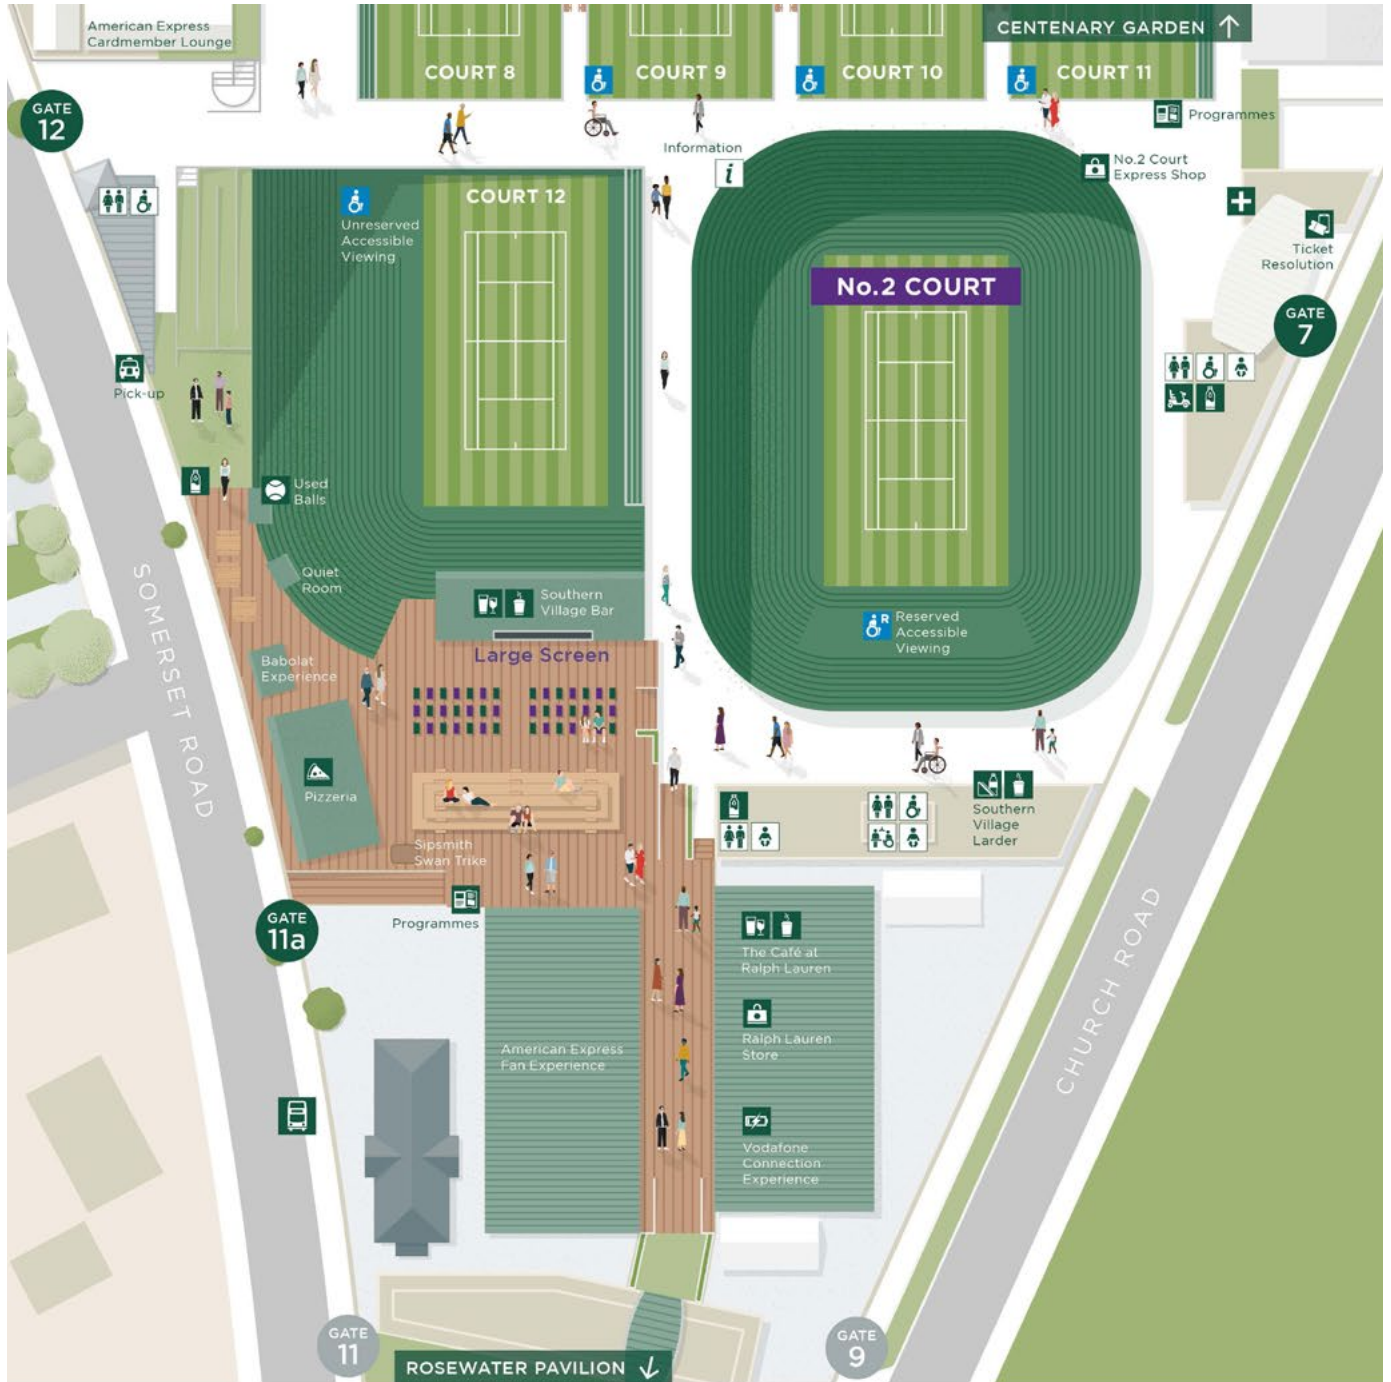 American Express
Cardmember Lounge
CENTENARY GARDEN
COURT 8
COURT 9
COURT 10
COURT 11
GATE
12
Programmes
Information
i
No.2 Court
Express Shop
COURT 12
Unreserved
Accessible
Viewing
Ticket
Resolution
No.2 COURT
GATE
7
Pick-up
Used
Balls
SOMERSET ROAD
Quiet
Room
Southern
Village Bar
R
Reserved
Accessible
Viewing
Large Screen
Babolat
Experience
Pizzeria
Southern
Village
Larder
Sipsmith
Swan Trike
Programmes
GATE
11a
The Café at
Ralph Lauren
CHURCH ROAD
Ralph Lauren
Store
American Express
Fan Experience
Vodafone
Connection
Experience
GATE
11
GATE
9
ROSEWATER PAVILION